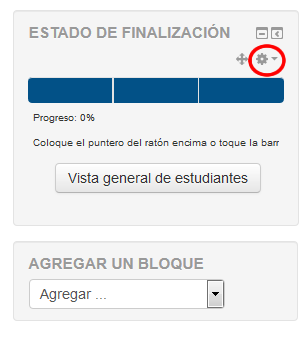 ESTADO DE FINALIZACIÓN
Progreso: 0%
Coloque el puntero del ratón encima o toque la barr
Vista general de estudiantes
AGREGAR UN BLOQUE
Agregar ...